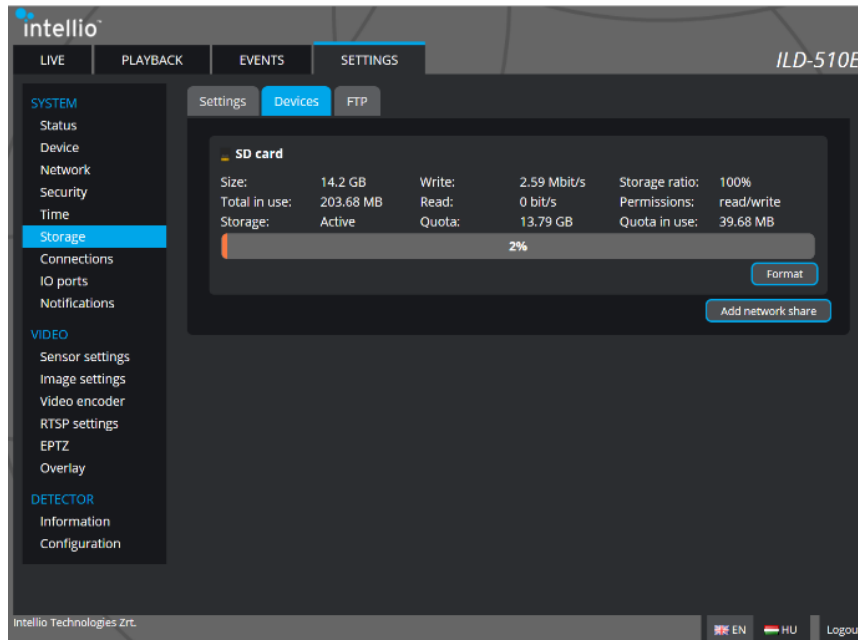 intellio
LIVE PLAYBACK EVENTS SETTINGS ILD-510E
SYSTEM
Status
Device
Network
Security
Time
Storage
Connections
IO ports
Notifications
VIDEO
Sensor settings
Image settings
Video encoder
RTSP settings
EPTZ
Overlay
DETECTOR
Information
Configuration
Settings Devices FTP
SD card
Size: 14.2 GB Write: 2.59 Mbit/s Storage ratio: 100%
Total in use: 203.68 MB Read: 0 bit/s Permissions: read/write
Storage: Active Quota: 13.79 GB Quota in use: 39.68 MB
2%
Format
Add network share
Intellio Technologies Zrt.
EN HU Logou